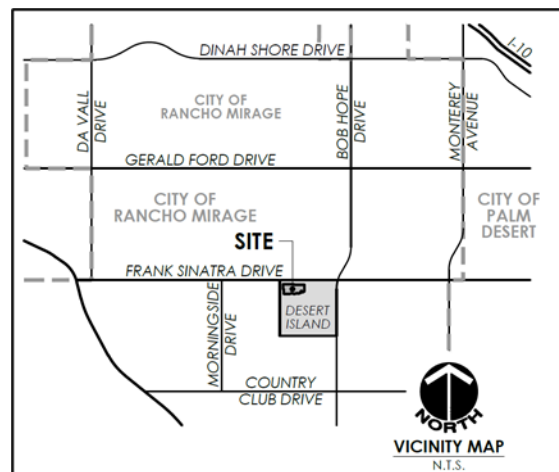 I-10
DINAH SHORE DRIVE
DA VALL
DRIVE
CITY OF
RANCHO MIRAGE
BOB HOPE
DRIVE
MONTEREY
AVENUE
GERALD FORD DRIVE
CITY OF
RANCHO MIRAGE
CITY OF
PALM
DESERT
SITE
FRANK SINATRA DRIVE
MORNINGSIDE
DRIVE
DESERT
ISLAND
COUNTRY
CLUB DRIVE
NORTH
VICINITY MAP
N.T.S.